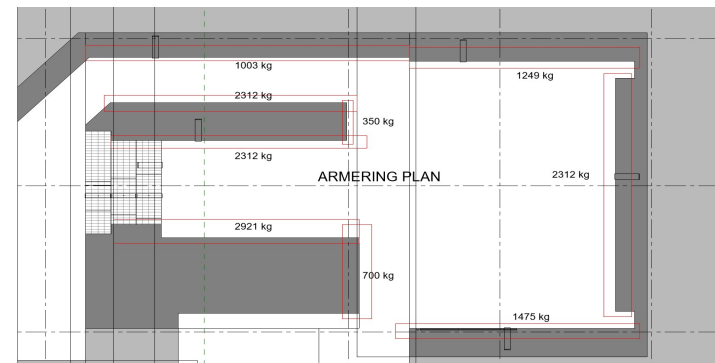 1003 kg
1249 kg
2312 kg
350 kg
2312 kg
ARMERING PLAN
2312 kg
2921 kg
700 kg
1475 kg